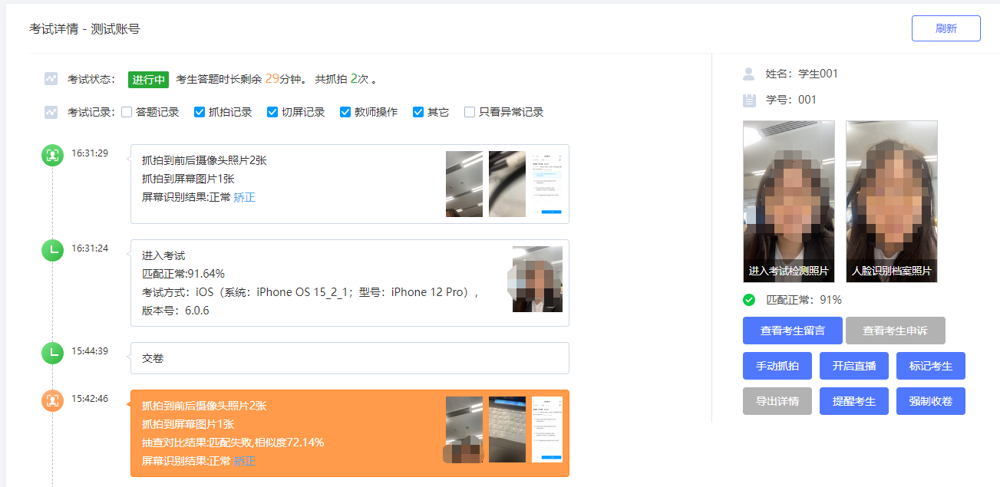 考试详情 - 测试账号
刷新
考试状态： 进行中 考生答题时长剩余 29分钟。 共抓拍 2次 。
考试记录： 答题记录 抓拍记录 切屏记录 教师操作 其它 只看异常记录
16:31:29
抓拍到前后摄像头照片2张
抓拍到屏幕图片1张
屏幕识别结果:正常 矫正
16:31:24
进入考试
匹配正常:91.64%
考试方式：iOS（系统：iPhone OS 15_2_1；型号：iPhone 12 Pro），
版本号：6.0.6
15:44:39
交卷
15:42:46
抓拍到前后摄像头照片2张
抓拍到屏幕图片1张
抽查对比结果:匹配失败,相似度72.14%
屏幕识别结果:正常 矫正
姓名：学生001
学号：001
进入考试检测照片
人脸识别档案照片
匹配正常：91%
查看考生留言 查看考生申诉
手动抓拍 开启直播 标记考生
导出详情 提醒考生 强制收卷